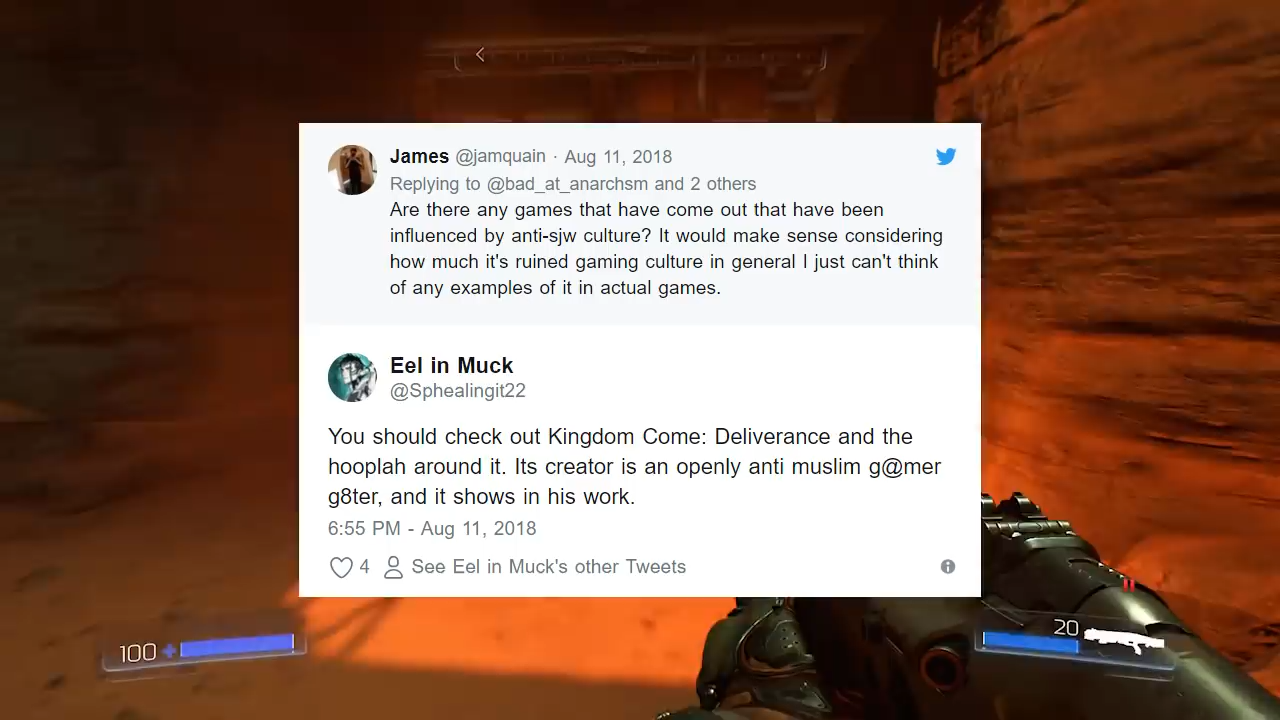 James @jamquain · Aug 11, 2018
Replying to @bad_at_anarchsm and 2 others
Are there any games that have come out that have been
influenced by anti-sjw culture? It would make sense considering
how much it's ruined gaming culture in general I just can't think
of any examples of it in actual games.
Eel in Muck
@Sphealingit22
You should check out Kingdom Come: Deliverance and the
hooplah around it. Its creator is an openly anti muslim g@mer
g8ter, and it shows in his work.
6:55 PM - Aug 11, 2018
4 See Eel in Muck's other Tweets
100 +
20